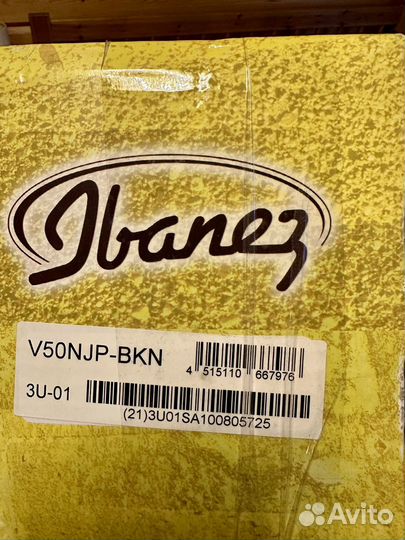 Ibanez
V50NJP-BKN
4 515110 667976
3U-01
(21)3U01SA100805725
Avito